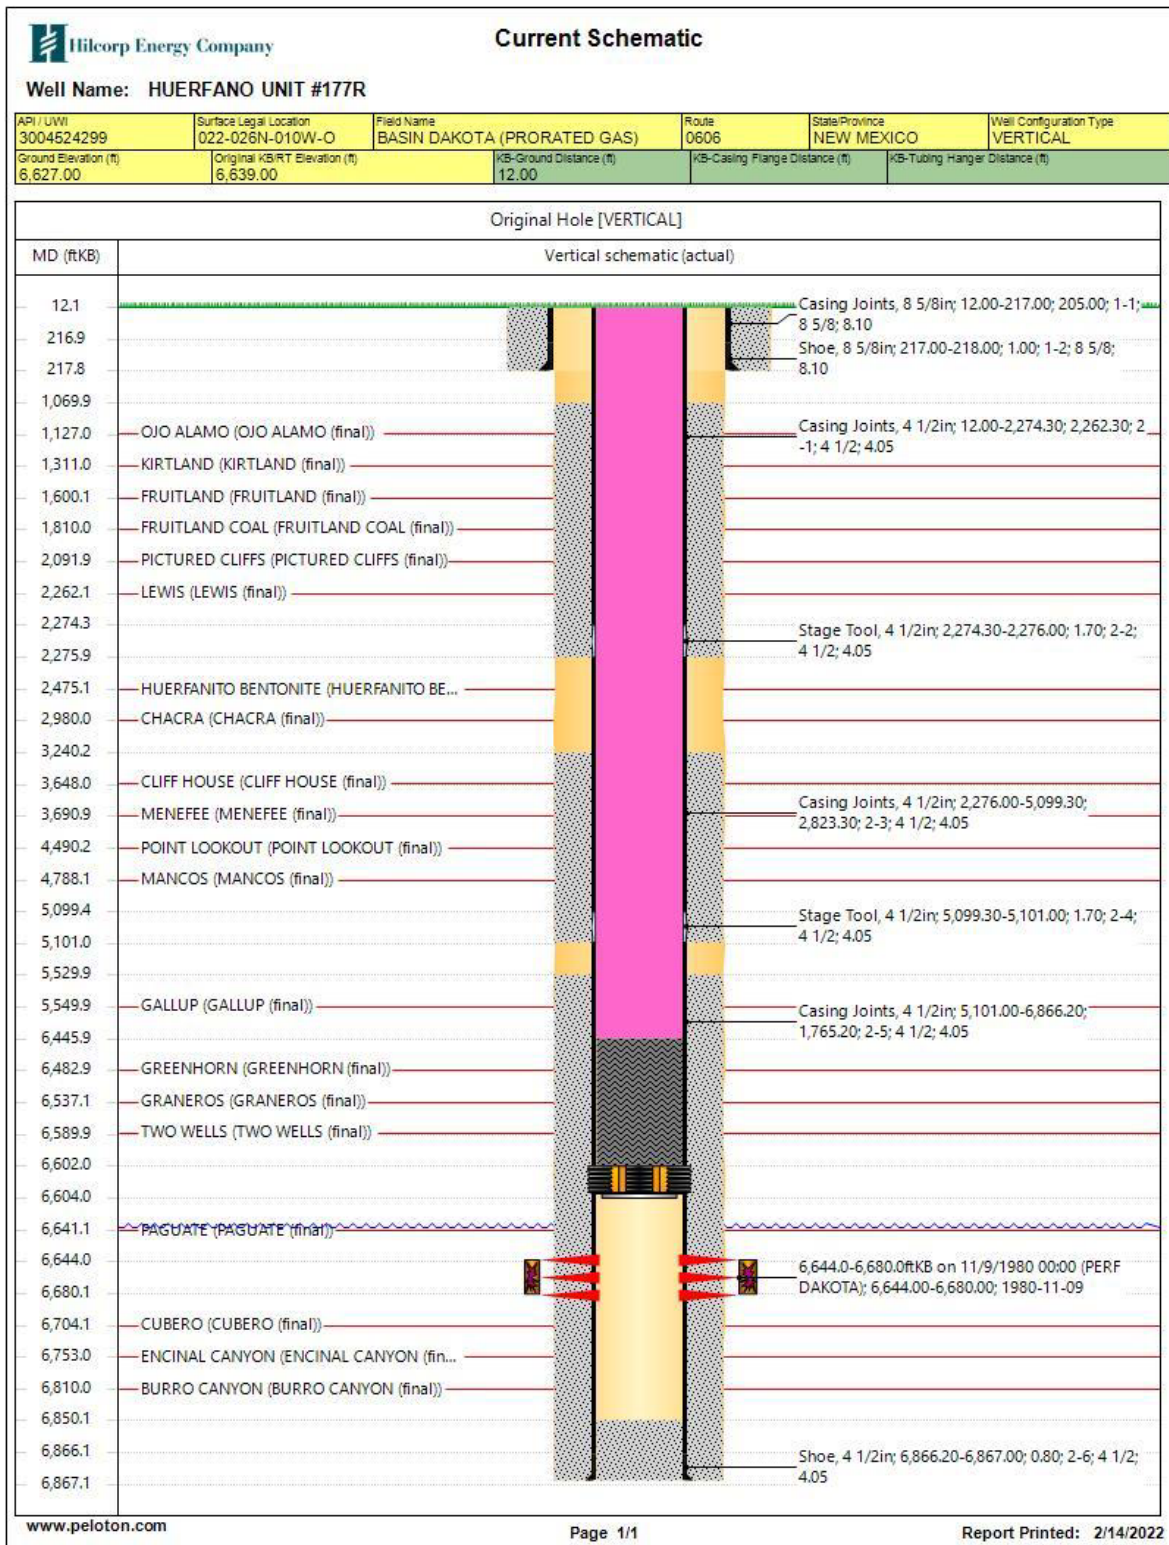 Hilcorp Energy Company
Current Schematic
Well Name: HUERFANO UNIT #177R
API / UWI
3004524299
Surface Legal Location
022-026N-010W-O
Field Name
BASIN DAKOTA (PRORATED GAS)
Route
0606
State/Province
NEW MEXICO
Well Configuration Type
VERTICAL
Ground Elevation (ft)
6,627.00
Original KB/RT Elevation (ft)
6,639.00
KB-Ground Distance (ft)
12.00
KB-Casing Flange Distance (ft)
KB-Tubing Hanger Distance (ft)
Original Hole [VERTICAL]
MD (ftKB)
Vertical schematic (actual)
12.1
Casing Joints, 8 5/8in; 12.00-217.00; 205.00; 1-1;
8 5/8; 8.10
216.9
Shoe, 8 5/8in; 217.00-218.00; 1.00; 1-2; 8 5/8;
8.10
217.8
1,069.9
1,127.0
OJO ALAMO (OJO ALAMO (final))
Casing Joints, 4 1/2in; 12.00-2,274.30; 2,262.30; 2
-1; 4 1/2; 4.05
1,311.0
KIRTLAND (KIRTLAND (final))
1,600.1
FRUITLAND (FRUITLAND (final))
1,810.0
FRUITLAND COAL (FRUITLAND COAL (final))
2,091.9
PICTURED CLIFFS (PICTURED CLIFFS (final))
2,262.1
LEWIS (LEWIS (final))
2,274.3
Stage Tool, 4 1/2in; 2,274.30-2,276.00; 1.70; 2-2;
4 1/2; 4.05
2,275.9
2,475.1
HUERFANITO BENTONITE (HUERFANITO BE...
2,980.0
CHACRA (CHACRA (final))
3,240.2
3,648.0
CLIFF HOUSE (CLIFF HOUSE (final))
3,690.9
MENEFEE (MENEFEE (final))
Casing Joints, 4 1/2in; 2,276.00-5,099.30;
2,823.30; 2-3; 4 1/2; 4.05
4,490.2
POINT LOOKOUT (POINT LOOKOUT (final))
4,788.1
MANCOS (MANCOS (final))
5,099.4
Stage Tool, 4 1/2in; 5,099.30-5,101.00; 1.70; 2-4;
4 1/2; 4.05
5,101.0
5,529.9
5,549.9
GALLUP (GALLUP (final))
Casing Joints, 4 1/2in; 5,101.00-6,866.20;
1,765.20; 2-5; 4 1/2; 4.05
6,445.9
6,482.9
GREENHORN (GREENHORN (final))
6,537.1
GRANEROS (GRANEROS (final))
6,589.9
TWO WELLS (TWO WELLS (final))
6,602.0
6,604.0
6,641.1
PAGUATE (PAGUATE (final))
6,644.0
6,644.0-6,680.0ftKB on 11/9/1980 00:00 (PERF
DAKOTA); 6,644.00-6,680.00; 1980-11-09
6,680.1
6,704.1
CUBERO (CUBERO (final))
6,753.0
ENCINAL CANYON (ENCINAL CANYON (fin...
6,810.0
BURRO CANYON (BURRO CANYON (final))
6,850.1
6,866.1
Shoe, 4 1/2in; 6,866.20-6,867.00; 0.80; 2-6; 4 1/2;
4.05
6,867.1
www.peloton.com
Page 1/1
Report Printed: 2/14/2022